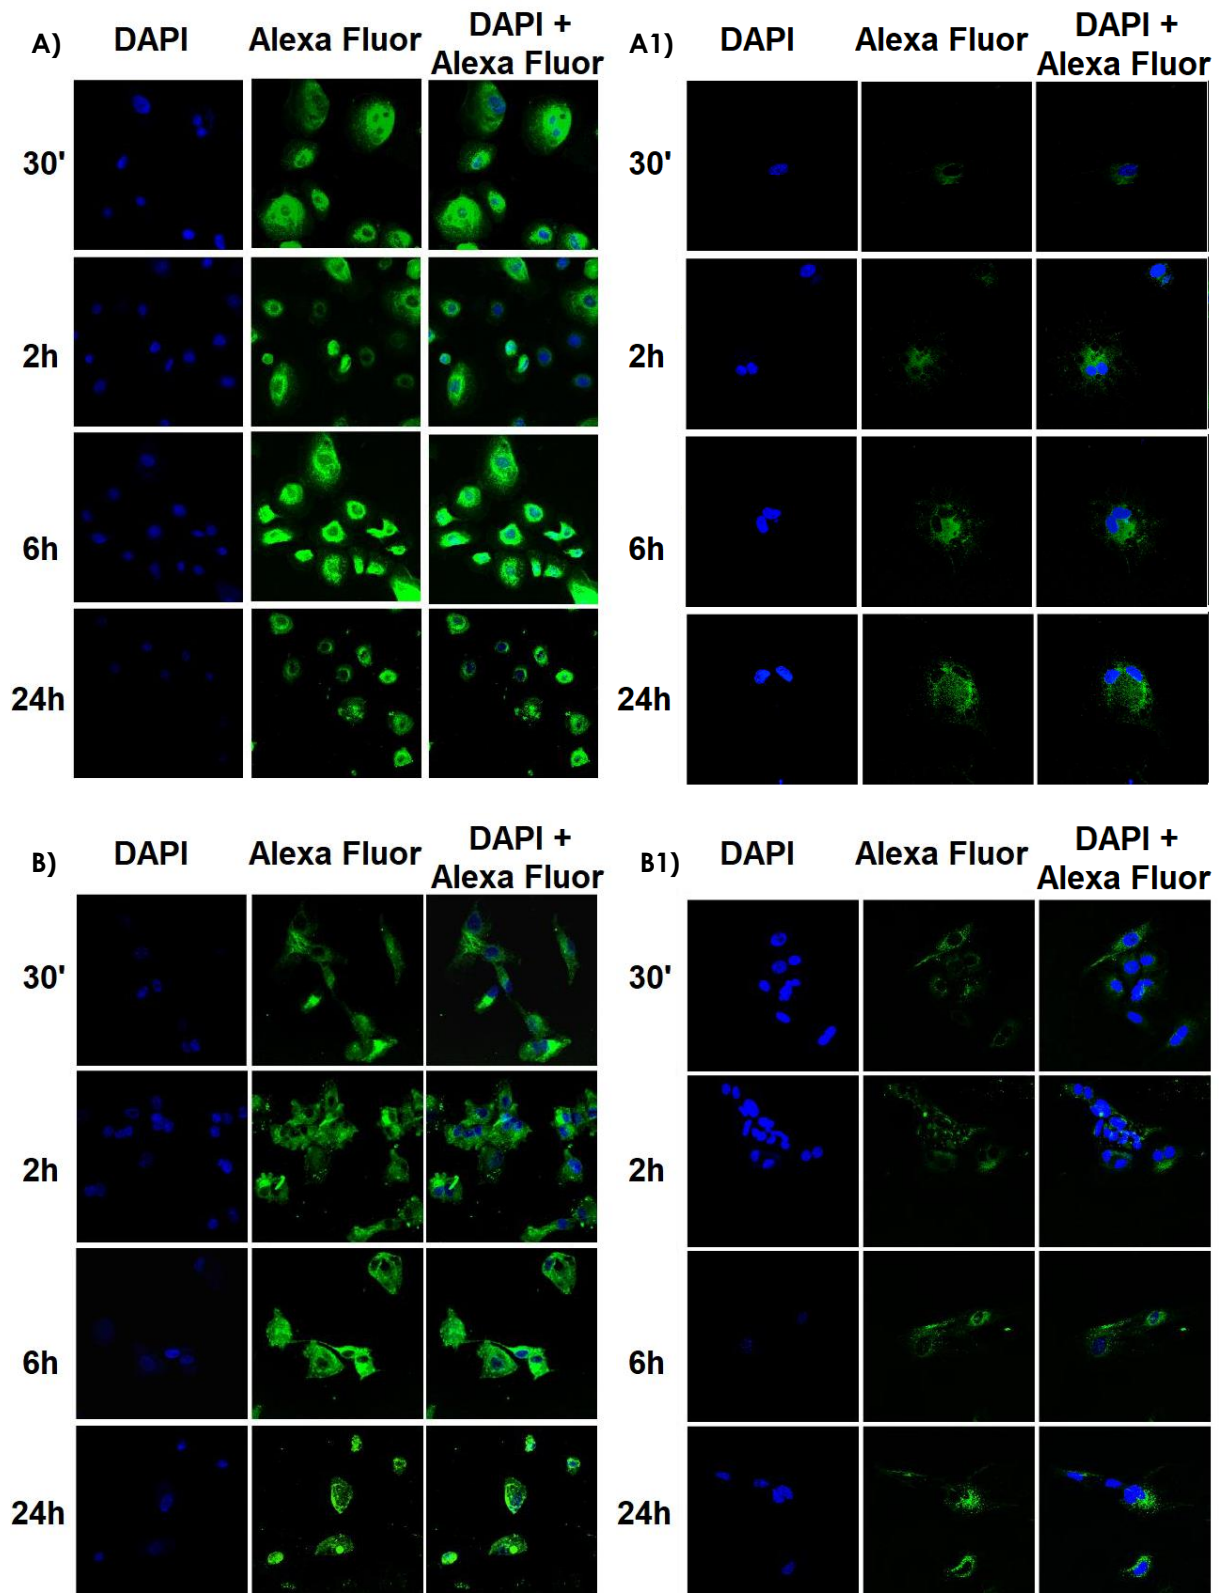 A)
DAPI
Alexa Fluor
DAPI +
Alexa Fluor
30'
2h
6h
24h
A1)
DAPI
Alexa Fluor
DAPI +
Alexa Fluor
30'
2h
6h
24h
B)
DAPI
Alexa Fluor
DAPI +
Alexa Fluor
30'
2h
6h
24h
B1)
DAPI
Alexa Fluor
DAPI +
Alexa Fluor
30'
2h
6h
24h